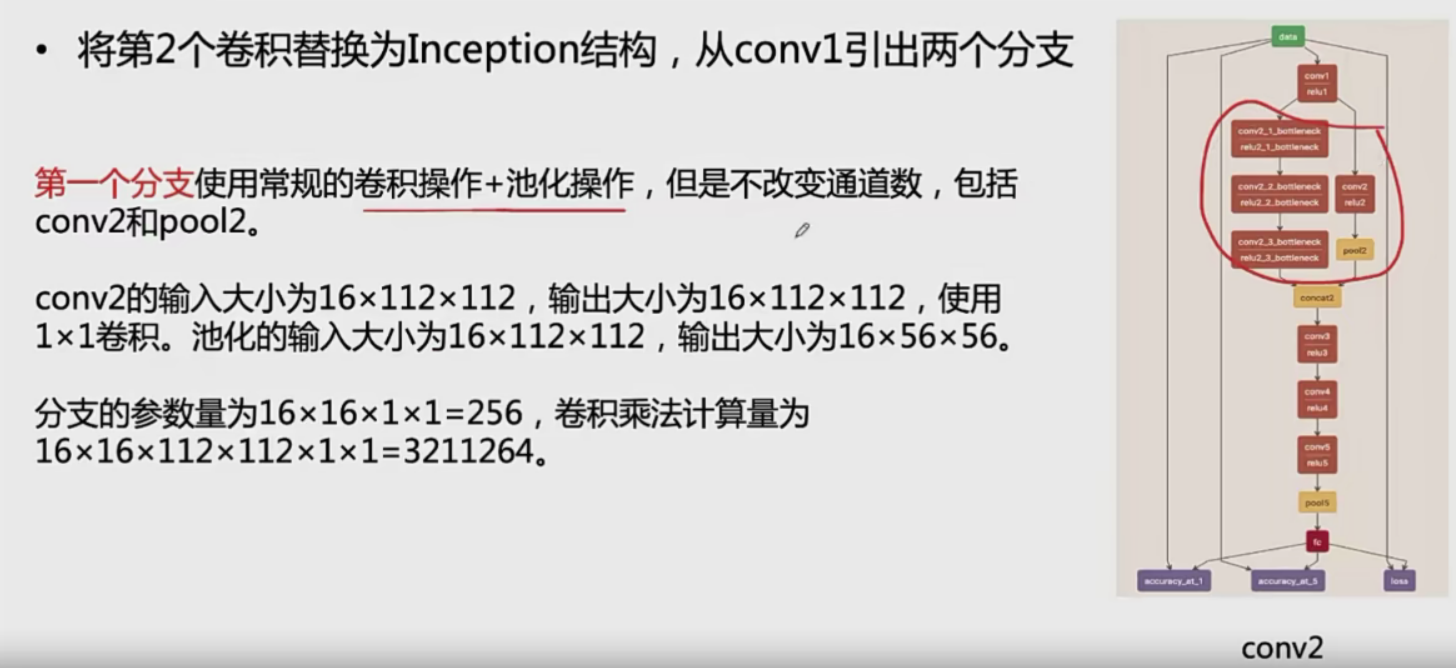 • 将第2个卷积替换为Inception结构，从conv1引出两个分支
第一个分支使用常规的卷积操作+池化操作，但是不改变通道数，包括
conv2和pool2。
conv2的输入大小为16×112×112，输出大小为16×112×112，使用
1×1卷积。池化的输入大小为16×112×112，输出大小为16×56×56。
分支的参数量为16×16×1×1=256，卷积乘法计算量为
16×16×112×112×1×1=3211264。
data
conv1
relu1
conv2_1_bottleneck
relu2_1_bottleneck
conv2_2_bottleneck
relu2_2_bottleneck
conv2
relu2
conv2_3_bottleneck
relu2_3_bottleneck
pool2
concat2
conv3
relu3
conv4
relu4
conv5
relu5
pool5
fc
accuracy_at_1
accuracy_at_5
loss
conv2